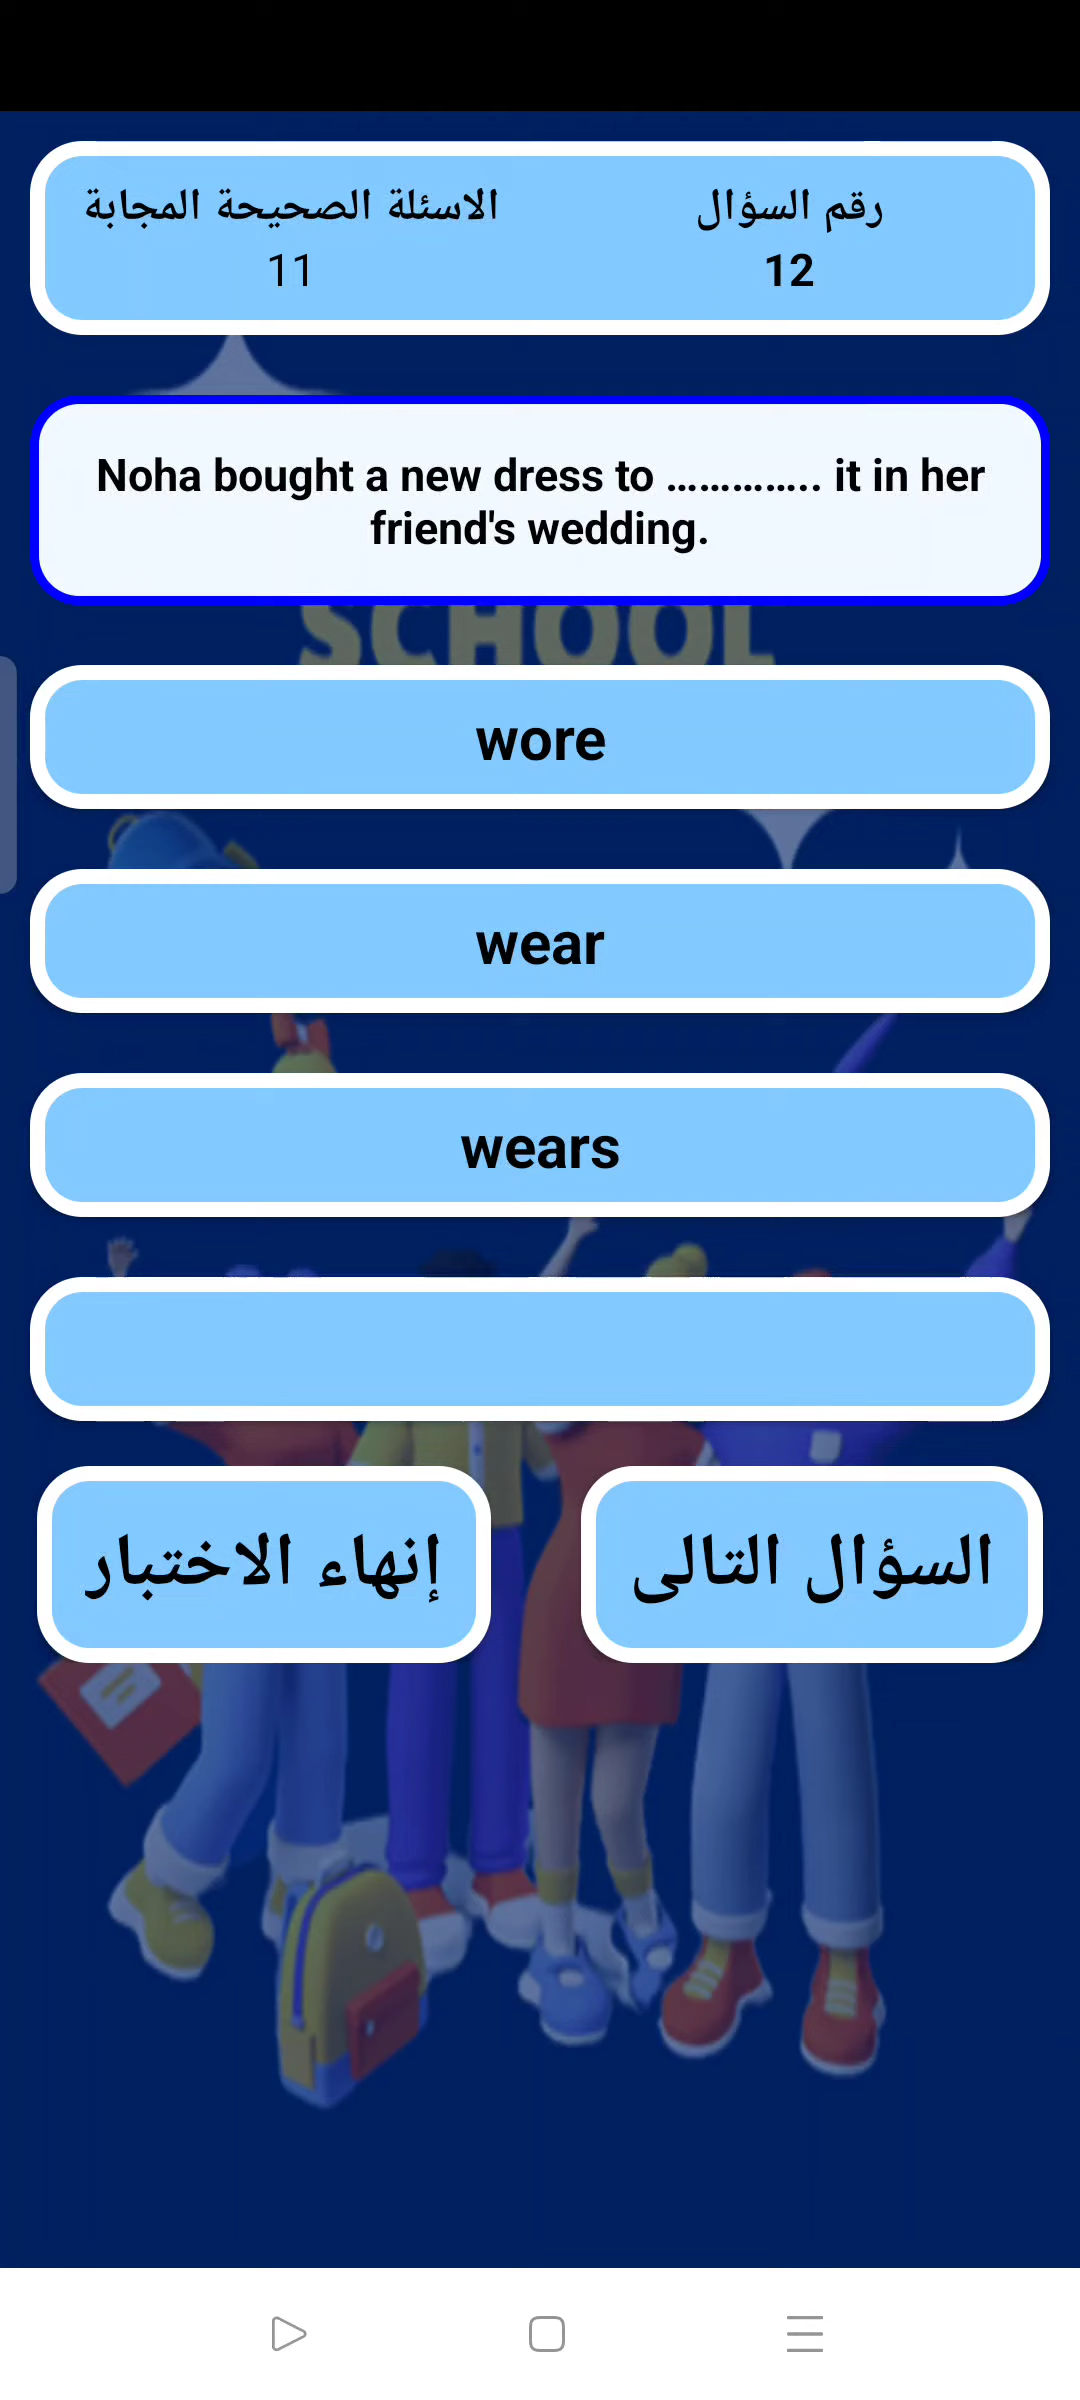 رقم السؤال
12
الاسئلة الصحيحة المجابة
11
Noha bought a new dress to ………….. it in her
friend's wedding.
SCHOOL
wore
wear
wears
السؤال التالى
إنهاء الاختبار